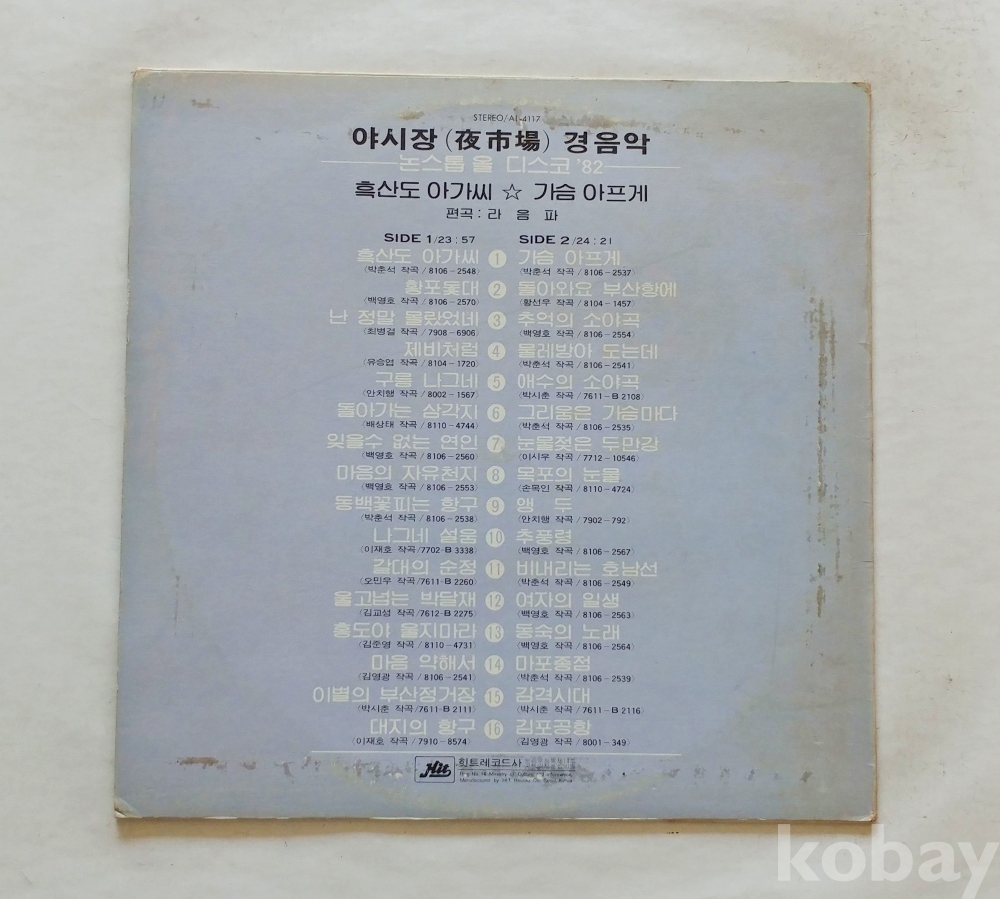 STEREO/AL-4117
야시장 (夜市場) 경음악
논스톱 올 디스코 '82
흑산도 아가씨 ☆ 가슴 아프게
편곡 : 라 음 파
SIDE 1/23 : 57 SIDE 2/24 : 21
흑산도 아가씨 1 가슴 아프게
(박춘석 작곡/8106-2548) (박춘석 작곡/8106-2537)
황포돛대 2 돌아와요 부산항에
(백영호 작곡/8106-2570) (황선우 작곡/8104-1457)
난 정말 몰랐었네 3 추억의 소야곡
(최병걸 작곡/7908-6906) (백영호 작곡/8106-2554)
제비처럼 4 물레방아 도는데
(유승엽 작곡/8104-1720) (박춘석 작곡/8106-2541)
구름 나그네 5 애수의 소야곡
(안치행 작곡/8002-1567) (박시춘 작곡/7611-B 2108)
돌아가는 삼각지 6 그리움은 가슴마다
(배상태 작곡/8110-4744) (박춘석 작곡/8106-2535)
잊을수 없는 연인 7 눈물젖은 두만강
(백영호 작곡/8106-2560) (이시우 작곡/7712-10546)
마음의 자유천지 8 목포의 눈물
(백영호 작곡/8106-2553) (손목인 작곡/8110-4724)
동백꽃피는 항구 9 앵 두
(박춘석 작곡/8106-2538) (안치행 작곡/7902-792)
나그네 설움 10 추풍령
(이재호 작곡/7702-B 3338) (백영호 작곡/8106-2567)
갈대의 순정 11 비내리는 호남선
(오민우 작곡/7611-B 2260) (박춘석 작곡/8106-2549)
울고넘는 박달재 12 여자의 일생
(김교성 작곡/7612-B 2275) (백영호 작곡/8106-2563)
홍도야 울지마라 13 동숙의 노래
(김준영 작곡/8110-4731) (백영호 작곡/8106-2564)
마음 약해서 14 마포종점
(김영광 작곡/8106-2541) (박춘석 작곡/8106-2539)
이별의 부산정거장 15 감격시대
(박시춘 작곡/7611-B 2111) (박시춘 작곡/7611-B 2116)
대지의 항구 16 김포공항
(이재호 작곡/7910-8574) (김영광 작곡/8001-349)
Hit 힛트레코드사
kobay